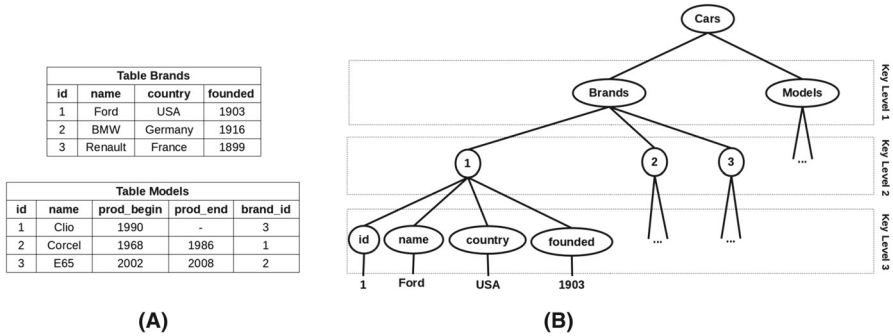 Table Brands
id name country founded
1 Ford USA 1903
2 BMW Germany 1916
3 Renault France 1899
Table Models
id name prod_begin prod_end brand_id
1 Clio 1990 - 3
2 Corcel 1968 1986 1
3 E65 2002 2008 2
(A)
Cars
Brands Models
Key Level 1
...
1 2 3
Key Level 2
id name country founded
... ...
Key Level 3
1 Ford USA 1903
(B)